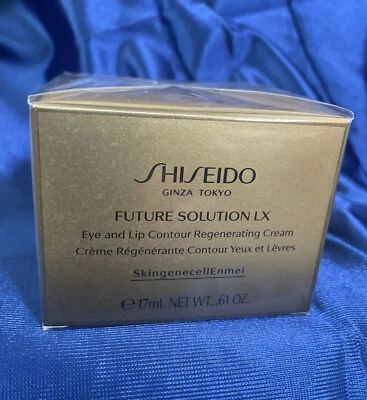 SHISEIDO
GINZA TOKYO
FUTURE SOLUTION LX
Eye and Lip Contour Regenerating Cream
Crème Régénérante Contour Yeux et Lèvres
SkingenecellEnmei
℮ 17mL NET WT. .61 OZ.